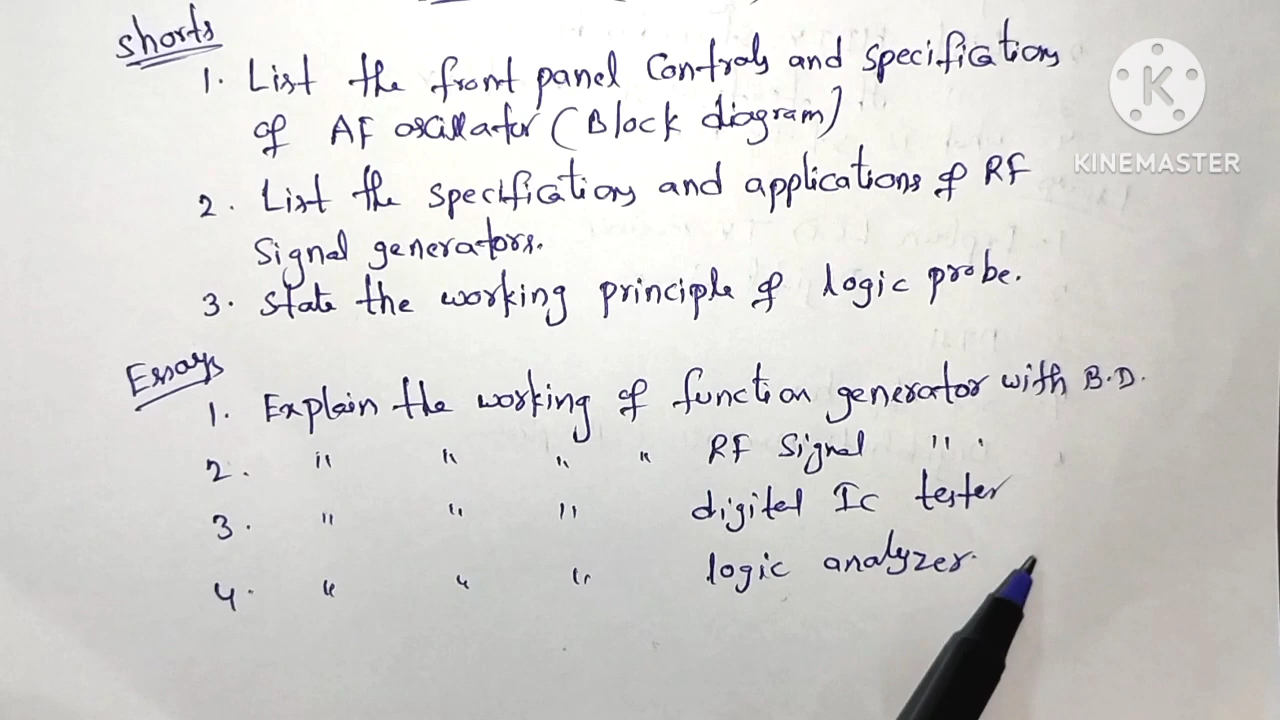 Shorts
1. List the front panel Controls and specifications
of AF oscillator (Block diagram)
K
KINEMASTER
2. List the specifications and applications of RF
Signal generators.
3. State the working principle of logic probe.
Essays
1. Explain the working of function generator with B.D.
2. " " " " RF Signal " .
3. " " " digital Ic tester
4. " " " logic analyzer.